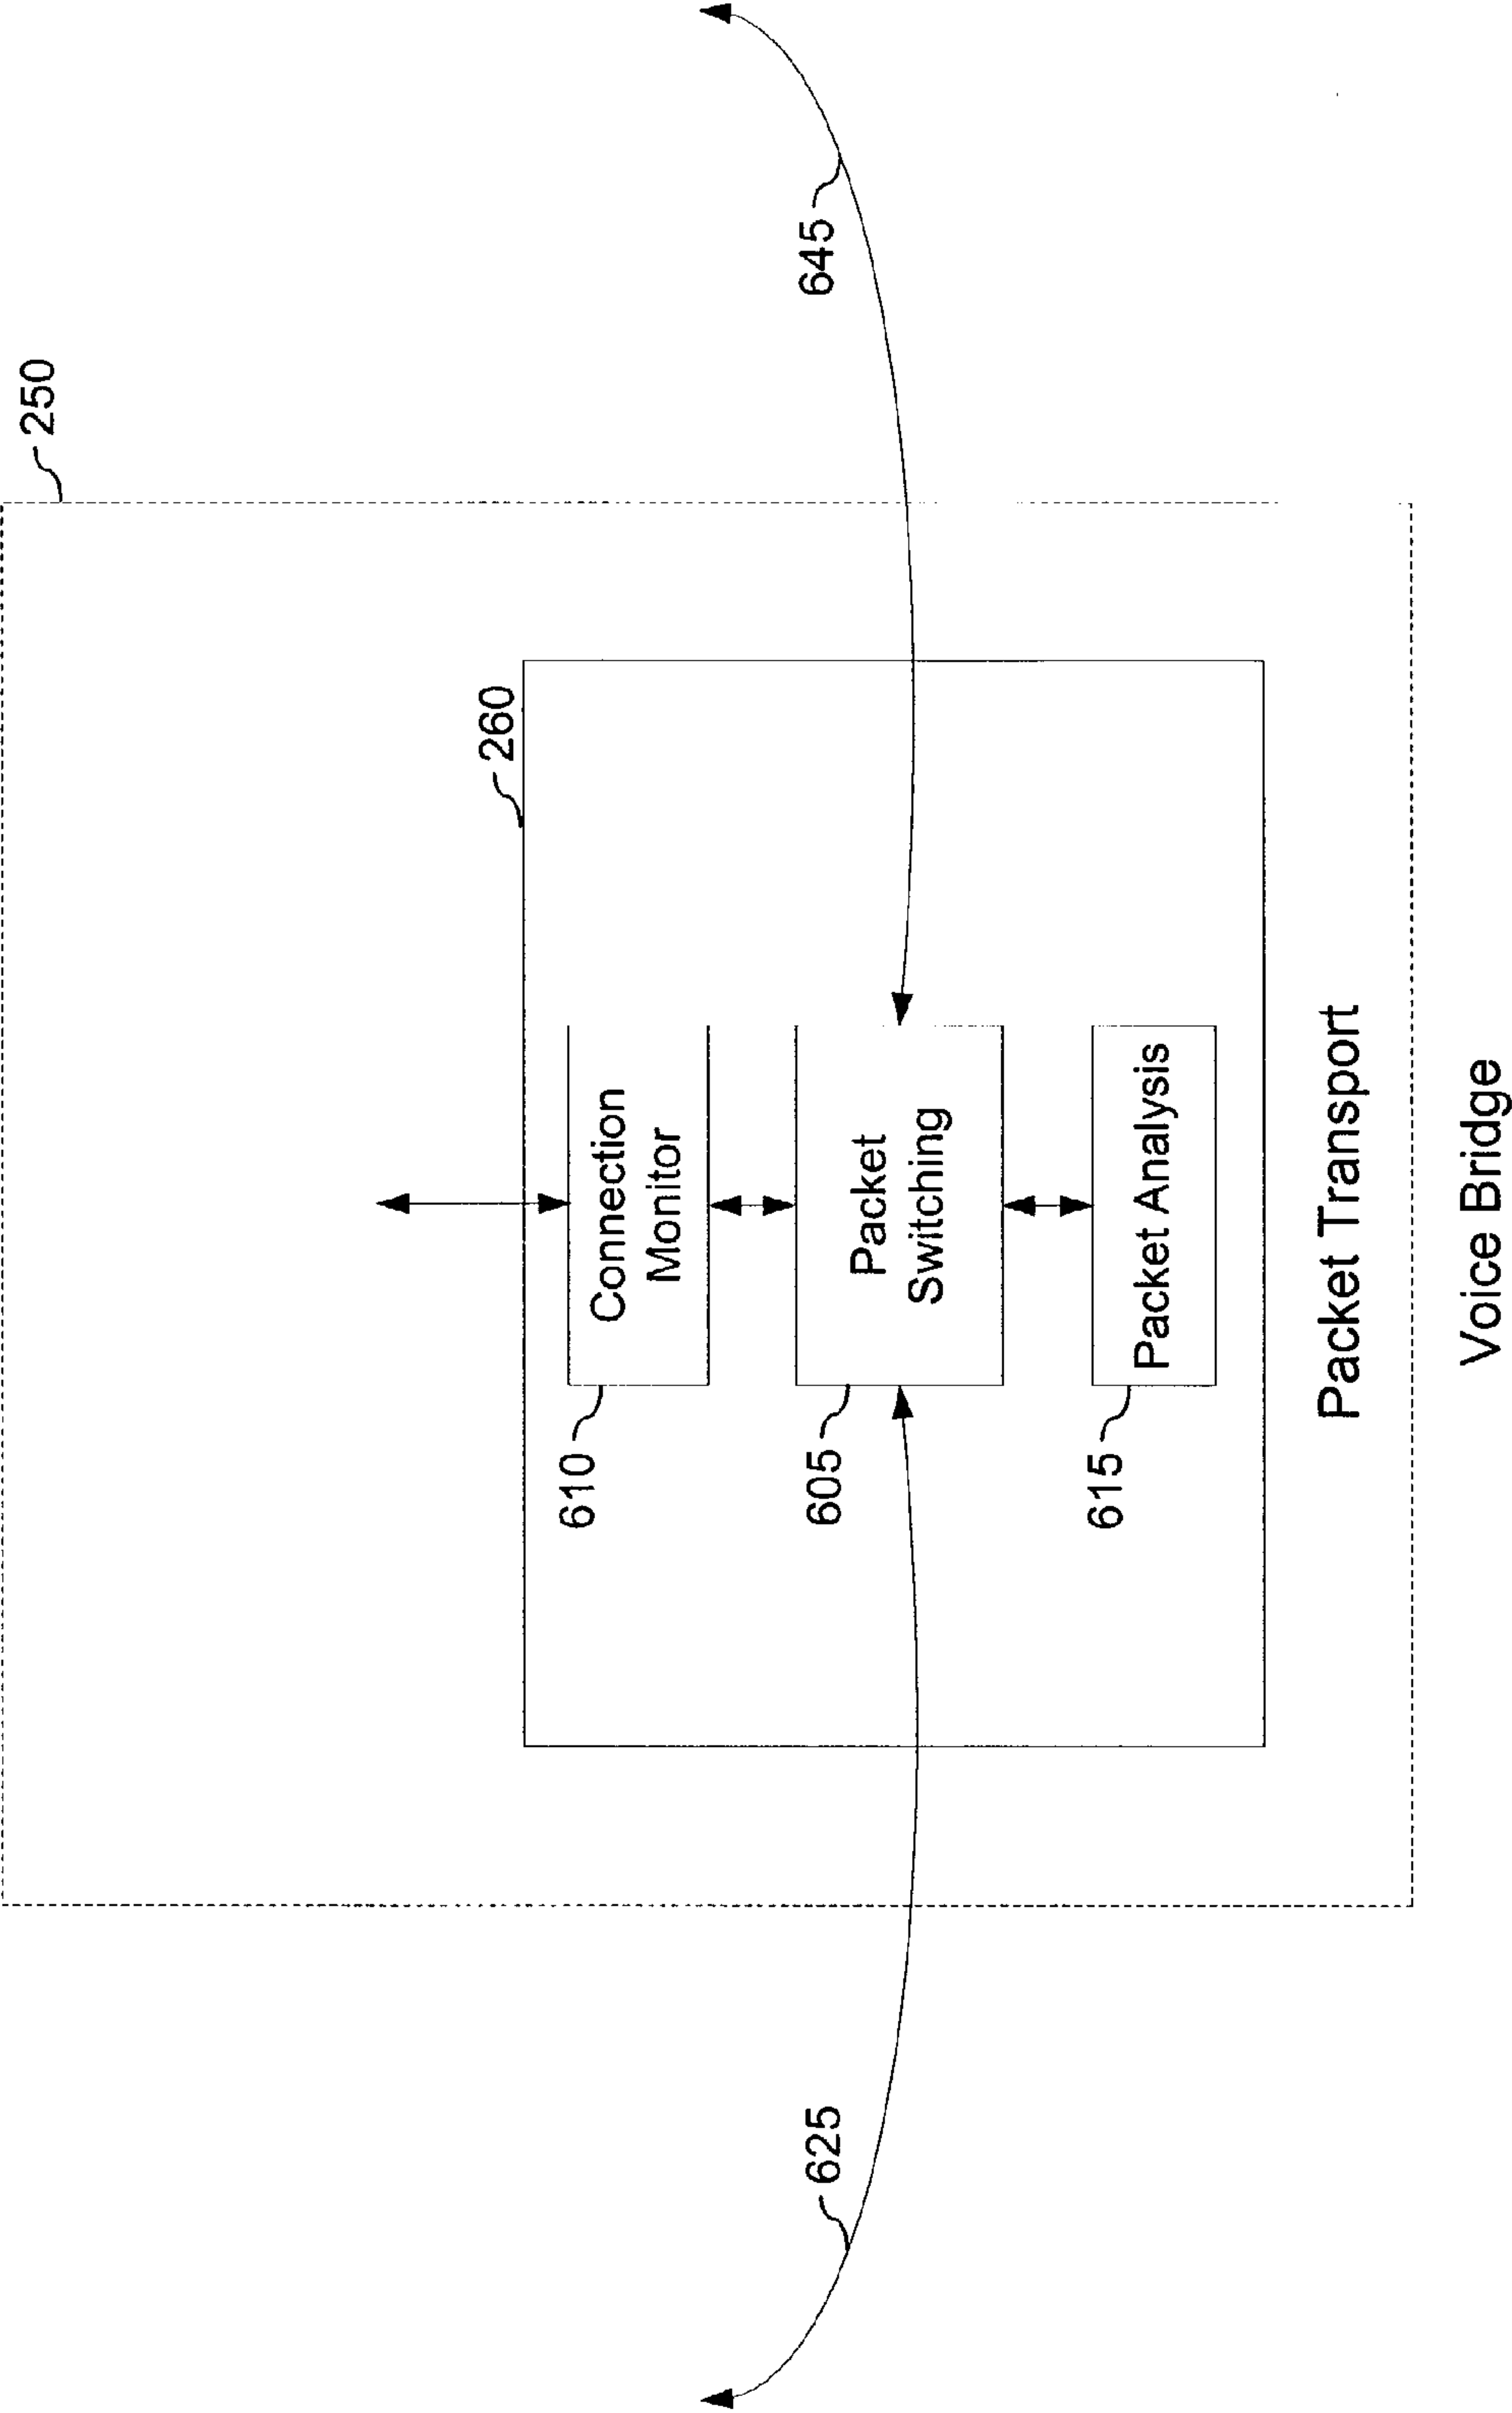 250
260
645
610
Connection
Monitor
605
Packet
Switching
625
615
Packet Analysis
Packet Transport
Voice Bridge